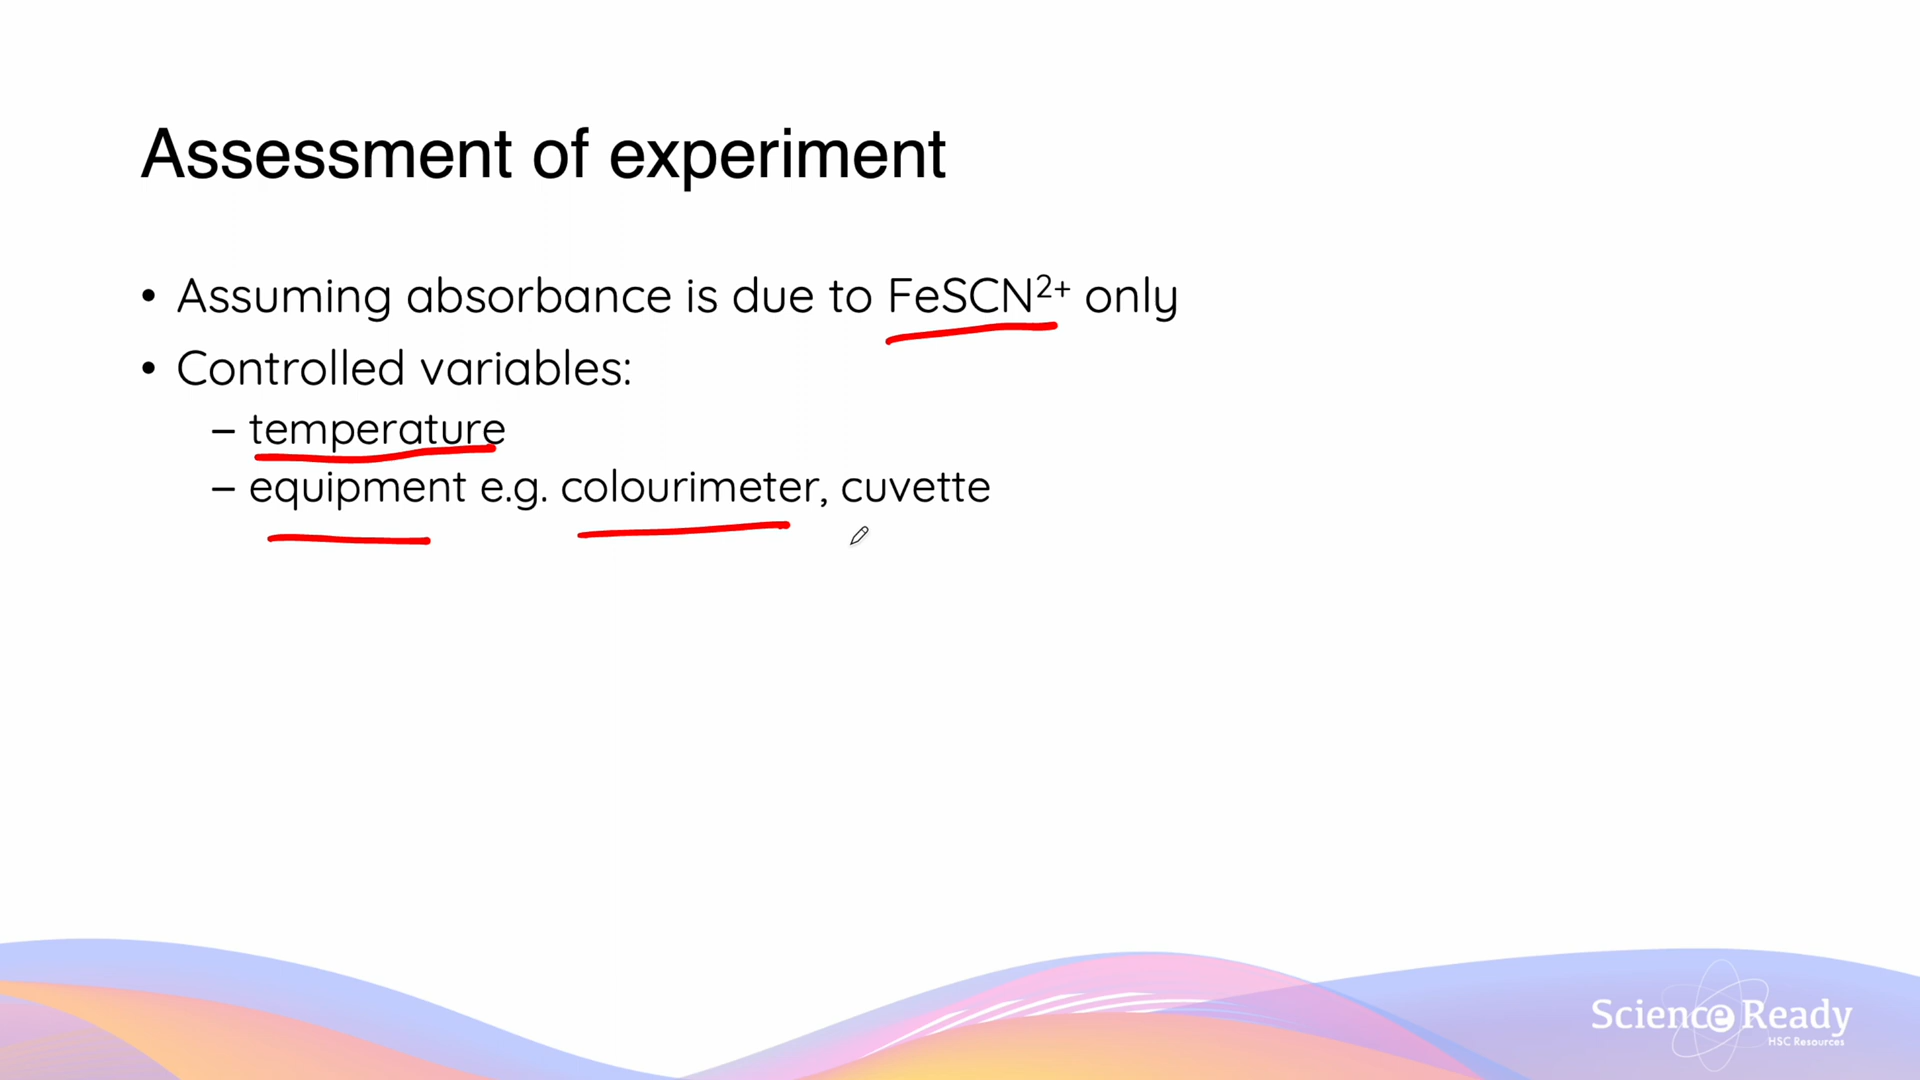 Assessment of experiment
• Assuming absorbance is due to FeSCN²⁺ only
• Controlled variables:
– temperature
– equipment e.g. colourimeter, cuvette
Science Ready
HSC Resources